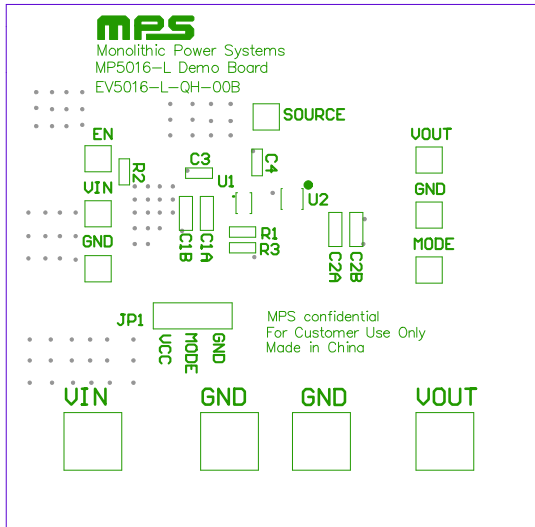 MPS
Monolithic Power Systems
MP5016-L Demo Board
EV5016-L-QH-00B
SOURCE
EN
VOUT
C3
C4
R2
U1
VIN
U2
GND
R1
GND
C1B
C1A
R3
C2A
C2B
MODE
JP1
VCC
MODE
GND
MPS confidential
For Customer Use Only
Made in China
VIN
GND
GND
VOUT